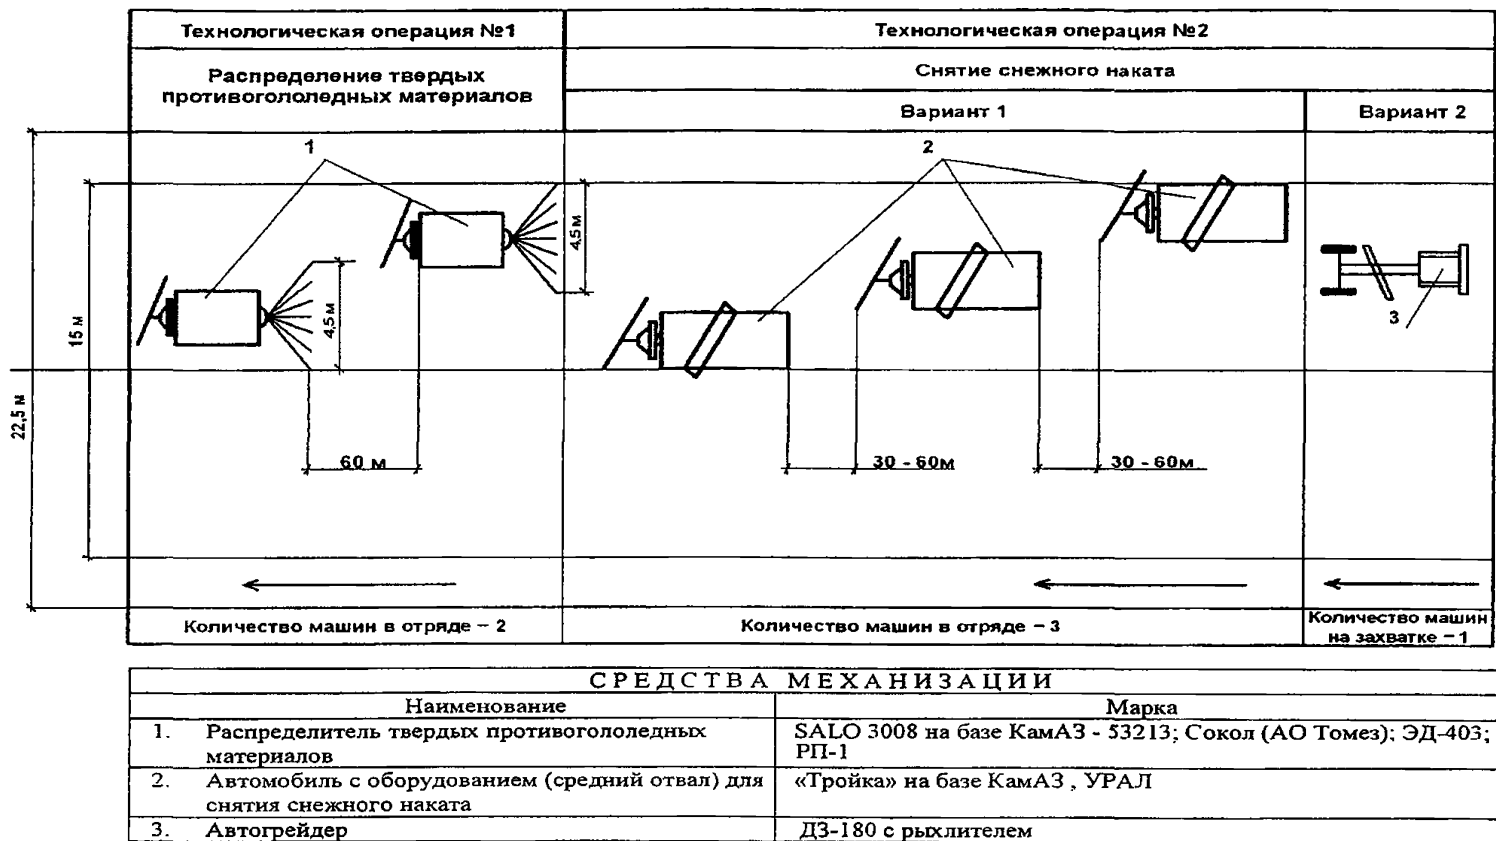 Технологическая операция №1
Технологическая операция №2
Распределение твердых
противогололедных материалов
Снятие снежного наката
Вариант 1
Вариант 2
1
2
3
4,5 м
4,5 м
15 м
22,5 м
60 м
30 - 60м
30 - 60м
Количество машин в отряде – 2
Количество машин в отряде – 3
Количество машин
на захватке – 1
СРЕДСТВА МЕХАНИЗАЦИИ
Наименование
Марка
1. Распределитель твердых противогололедных
материалов
SALO 3008 на базе КамАЗ - 53213; Сокол (АО Томез); ЭД-403;
РП-1
2. Автомобиль с оборудованием (средний отвал) для
снятия снежного наката
«Тройка» на базе КамАЗ , УРАЛ
3. Автогрейдер
ДЗ-180 с рыхлителем